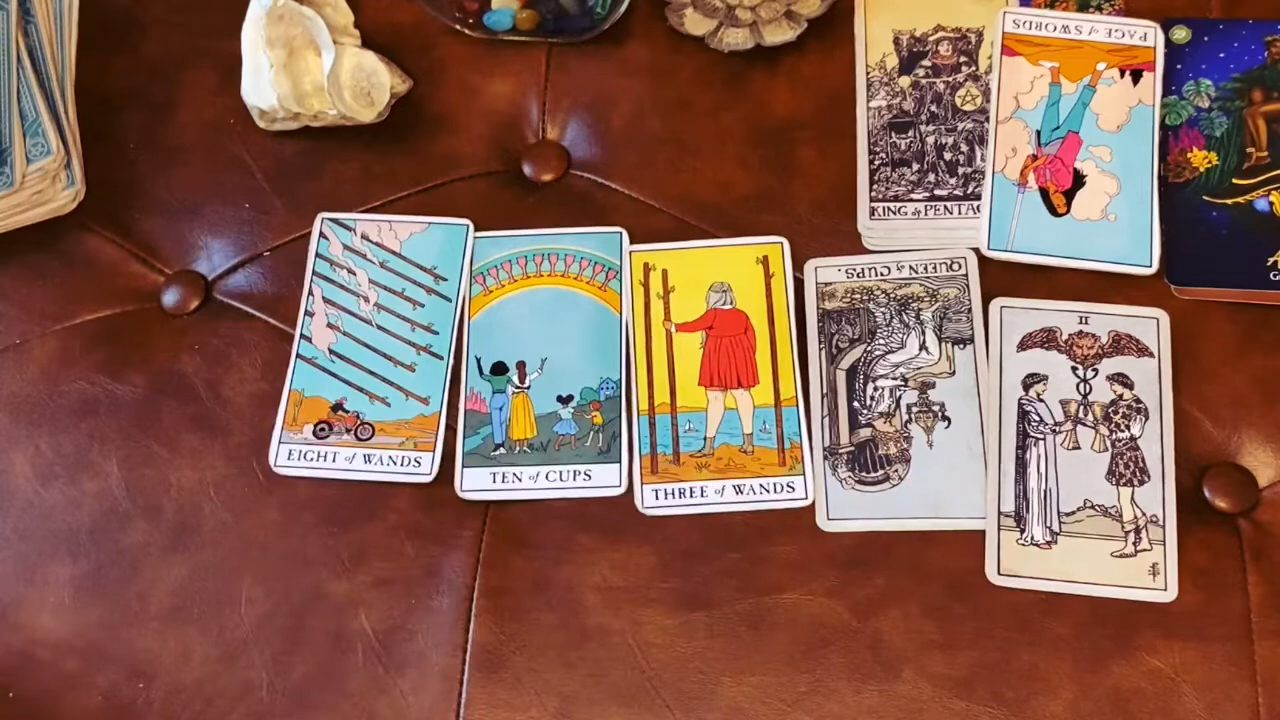 KING of PENTAC
PAGE of SWORDS
29
EIGHT of WANDS
TEN of CUPS
THREE of WANDS
QUEEN of CUPS.
II